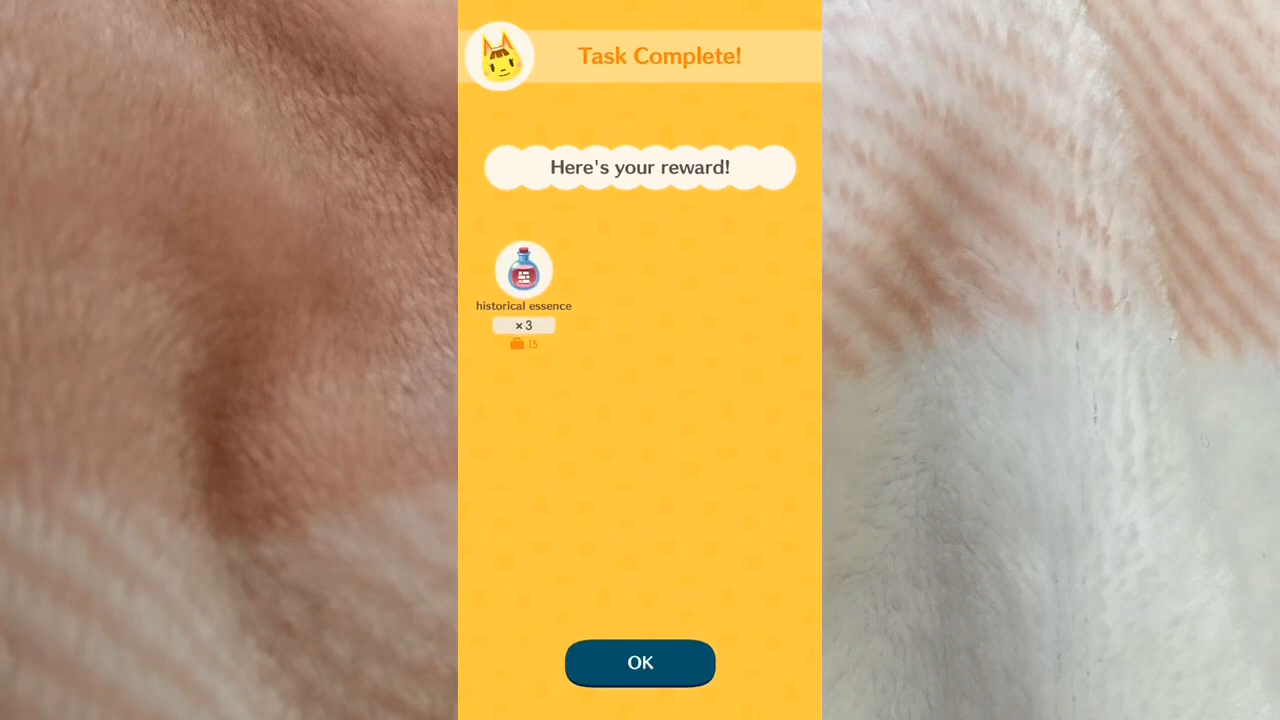 Task Complete!
Here's your reward!
historical essence
×3
15
OK